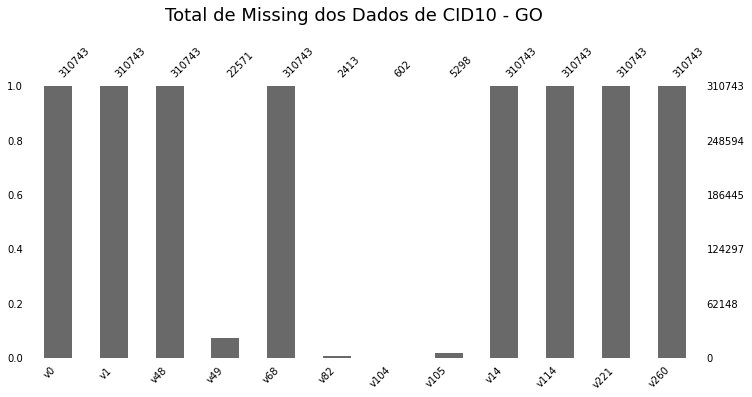 Total de Missing dos Dados de CID10 - GO
310743 310743 310743 22571 310743 2413 602 5298 310743 310743 310743 310743
1.0 310743
0.8 248594
0.6 186445
0.4 124297
0.2 62148
0.0 0
v0 v1 v48 v49 v68 v82 v104 v105 v14 v114 v221 v260